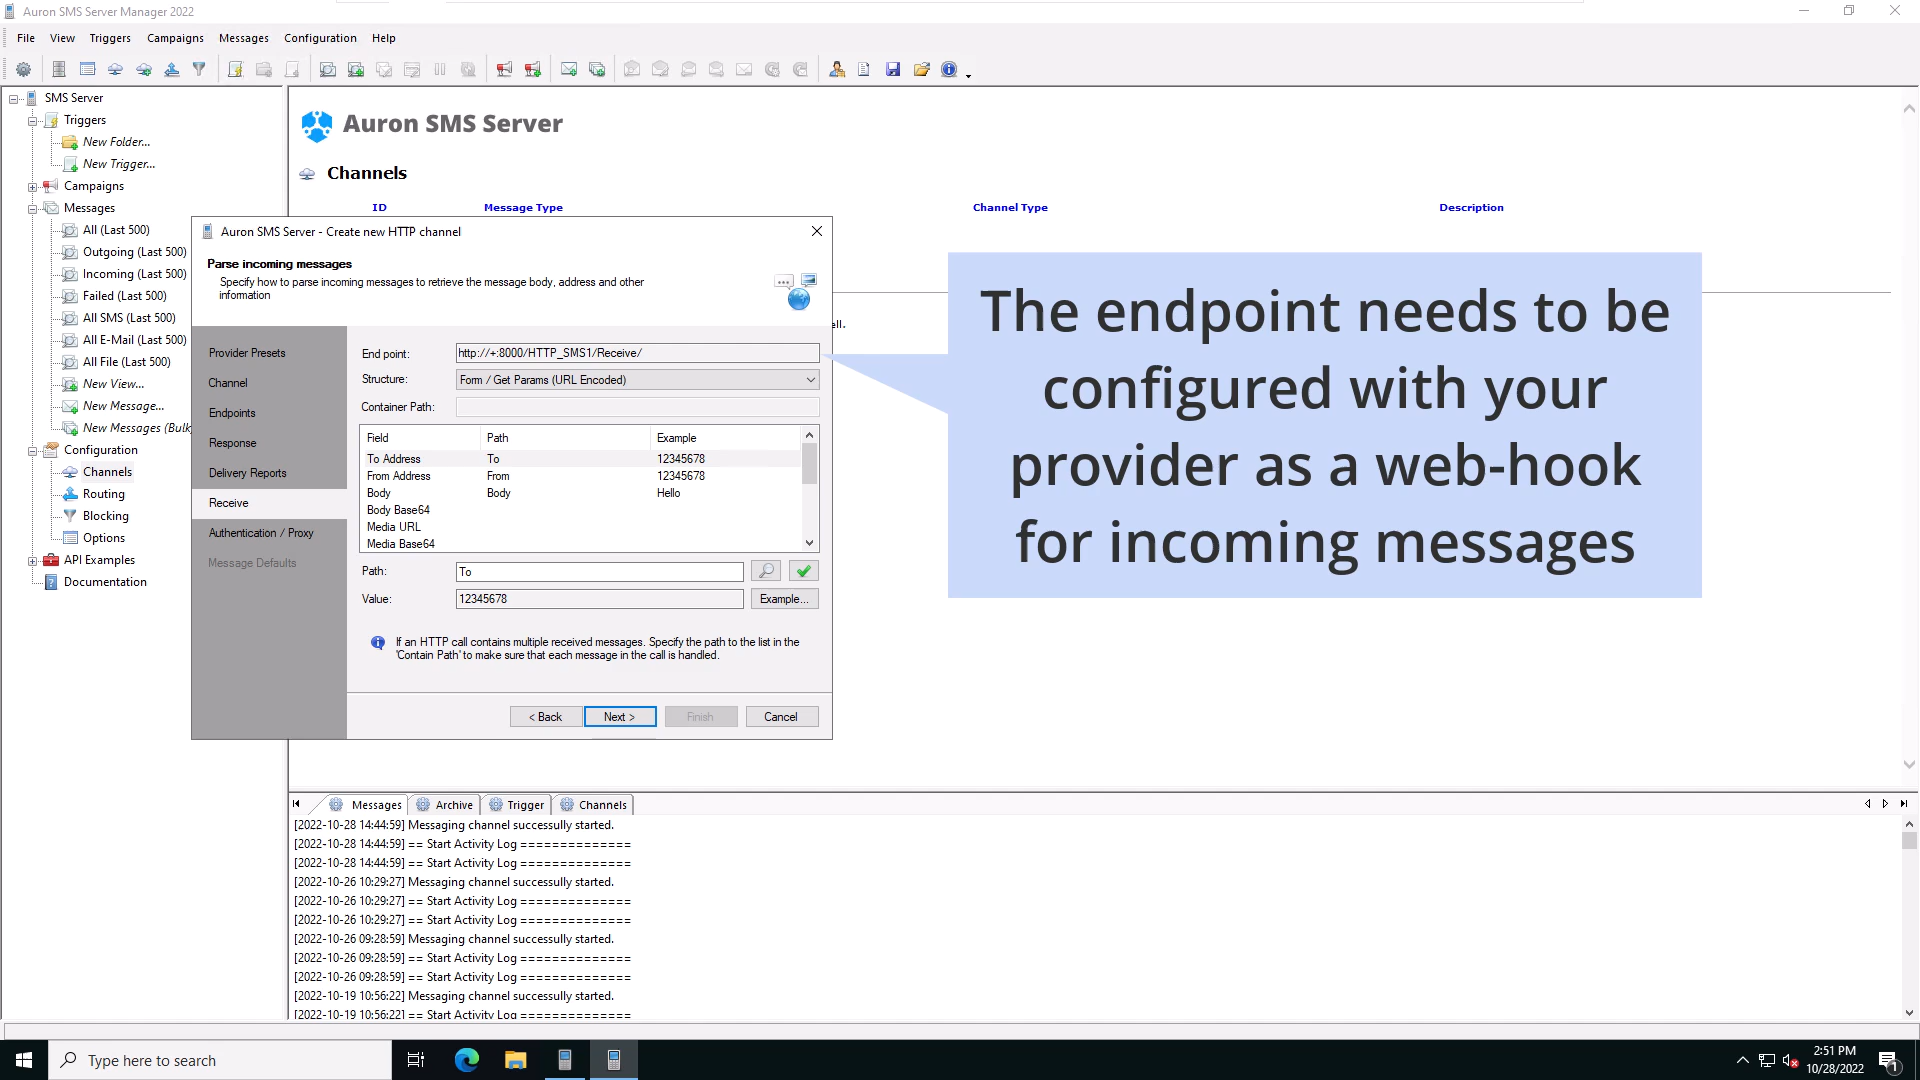 Auron SMS Server Manager 2022
File View Triggers Campaigns Messages Configuration Help
SMS Server
Triggers
New Folder...
New Trigger...
Campaigns
Messages
All (Last 500)
Outgoing (Last 500)
Incoming (Last 500)
Failed (Last 500)
All SMS (Last 500)
All E-Mail (Last 500)
All File (Last 500)
New View...
New Message...
New Messages (Bulk
Configuration
Channels
Routing
Blocking
Options
API Examples
Documentation
Auron SMS Server
Channels
ID Message Type Channel Type Description
ell.
Auron SMS Server - Create new HTTP channel
Parse incoming messages
Specify how to parse incoming messages to retrieve the message body, address and other
information
Provider Presets
Channel
Endpoints
Response
Delivery Reports
Receive
Authentication / Proxy
Message Defaults
End point: http://+:8000/HTTP_SMS1/Receive/
Structure: Form / Get Params (URL Encoded)
Container Path:
Field Path Example
To Address To 12345678
From Address From 12345678
Body Body Hello
Body Base64
Media URL
Media Base64
Path: To
Value: 12345678 Example...
If an HTTP call contains multiple received messages. Specify the path to the list in the
'Contain Path' to make sure that each message in the call is handled.
< Back Next > Finish Cancel
The endpoint needs to be
configured with your
provider as a web-hook
for incoming messages
Messages Archive Trigger Channels
[2022-10-28 14:44:59] Messaging channel successully started.
[2022-10-28 14:44:59] == Start Activity Log ==============
[2022-10-28 14:44:59] == Start Activity Log ==============
[2022-10-26 10:29:27] Messaging channel successully started.
[2022-10-26 10:29:27] == Start Activity Log ==============
[2022-10-26 10:29:27] == Start Activity Log ==============
[2022-10-26 09:28:59] Messaging channel successully started.
[2022-10-26 09:28:59] == Start Activity Log ==============
[2022-10-26 09:28:59] == Start Activity Log ==============
[2022-10-19 10:56:22] Messaging channel successully started.
[2022-10-19 10:56:22] == Start Activity Log ==============
Type here to search
2:51 PM
10/28/2022
1